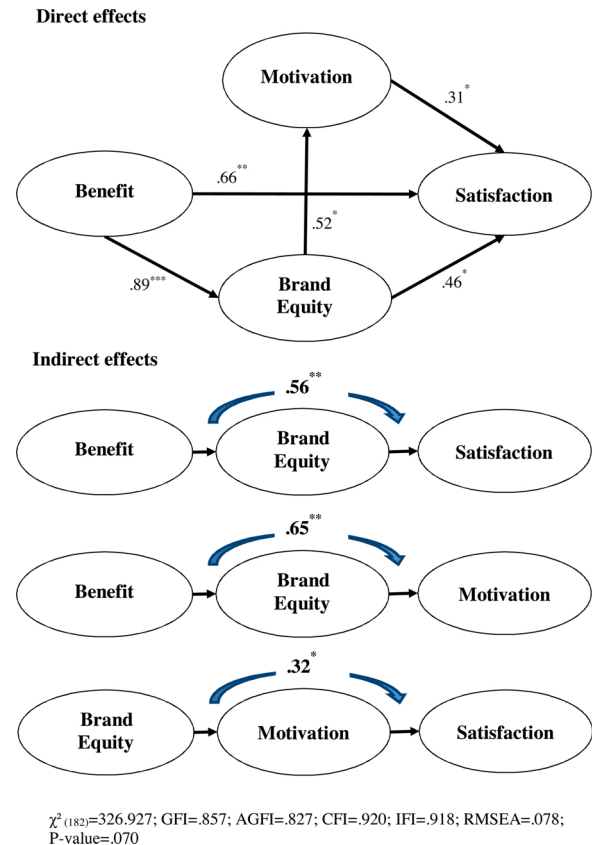 Direct effects
Motivation
.31*
Benefit
.66**
Satisfaction
.52*
.89***
Brand
Equity
.46*
Indirect effects
.56**
Benefit
Brand
Equity
Satisfaction
.65**
Benefit
Brand
Equity
Motivation
.32*
Brand
Equity
Motivation
Satisfaction
χ² (182)=326.927; GFI=.857; AGFI=.827; CFI=.920; IFI=.918; RMSEA=.078;
P-value=.070